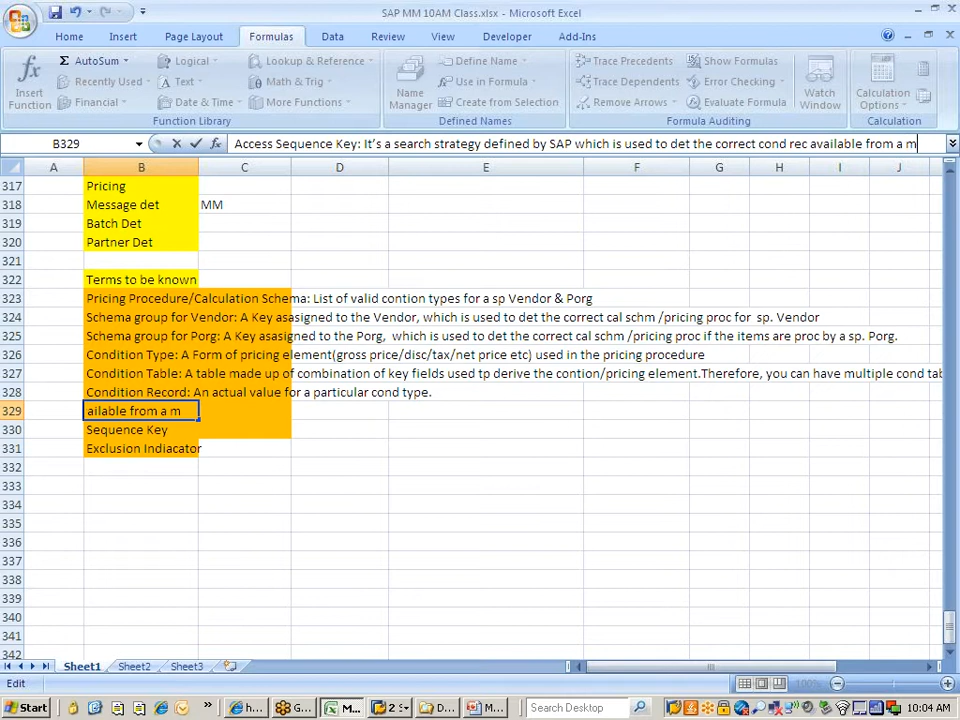 SAP MM 10AM Class.xlsx - Microsoft Excel
Home Insert Page Layout Formulas Data Review View Developer Add-Ins
fx Insert Function
Σ AutoSum
Recently Used
Financial
Logical
Text
Date & Time
Lookup & Reference
Math & Trig
More Functions
Function Library
Name Manager
Define Name
Use in Formula
Create from Selection
Defined Names
Trace Precedents
Trace Dependents
Remove Arrows
Show Formulas
Error Checking
Evaluate Formula
Formula Auditing
Watch Window
Calculation Options
Calculation
B329 fx Access Sequence Key: It's a search strategy defined by SAP which is used to det the correct cond rec available from a m
A B C D E F G H I J
317 Pricing
318 Message det MM
319 Batch Det
320 Partner Det
321
322 Terms to be known
323 Pricing Procedure/Calculation Schema: List of valid contion types for a sp Vendor & Porg
324 Schema group for Vendor: A Key asasigned to the Vendor, which is used to det the correct cal schm /pricing proc for sp. Vendor
325 Schema group for Porg: A Key asasigned to the Porg, which is used to det the correct cal schm /pricing proc if the items are proc by a sp. Porg.
326 Condition Type: A Form of pricing element(gross price/disc/tax/net price etc) used in the pricing procedure
327 Condition Table: A table made up of combination of key fields used tp derive the contion/pricing element.Therefore, you can have multiple cond tab
328 Condition Record: An actual value for a particular cond type.
329 ailable from a m
330 Sequence Key
331 Exclusion Indiacator
332
333
334
335
336
337
338
339
340
341
342
Sheet1 Sheet2 Sheet3
Edit 100%
Start » h... G... M... 2 S D... M... Search Desktop » 10:04 AM